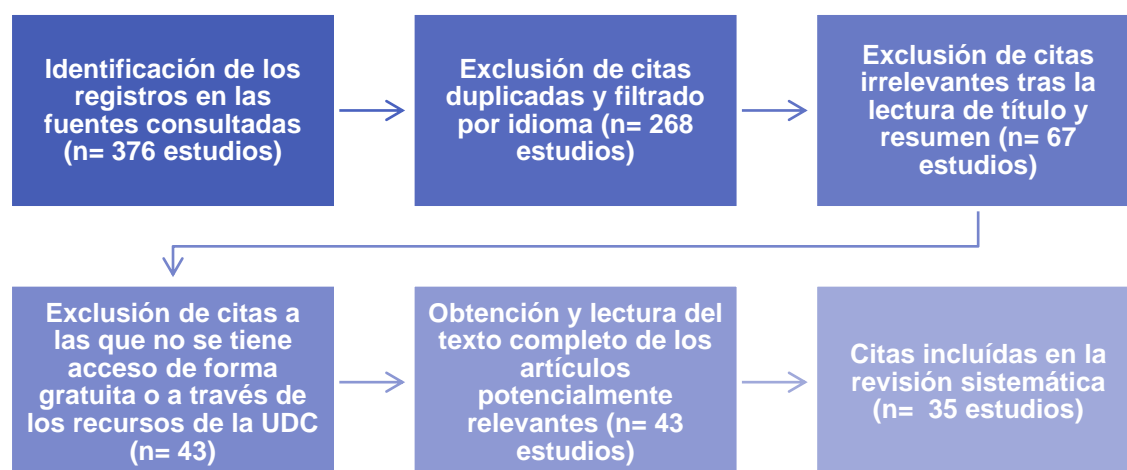 Identificación de los
registros en las
fuentes consultadas
(n= 376 estudios)
Exclusión de citas
duplicadas y filtrado
por idioma (n= 268
estudios)
Exclusión de citas
irrelevantes tras la
lectura de título y
resumen (n= 67
estudios)
Exclusión de citas a
las que no se tiene
acceso de forma
gratuita o a través de
los recursos de la UDC
(n= 43)
Obtención y lectura del
texto completo de los
artículos
potencialmente
relevantes (n= 43
estudios)
Citas incluídas en la
revisión sistemática
(n= 35 estudios)